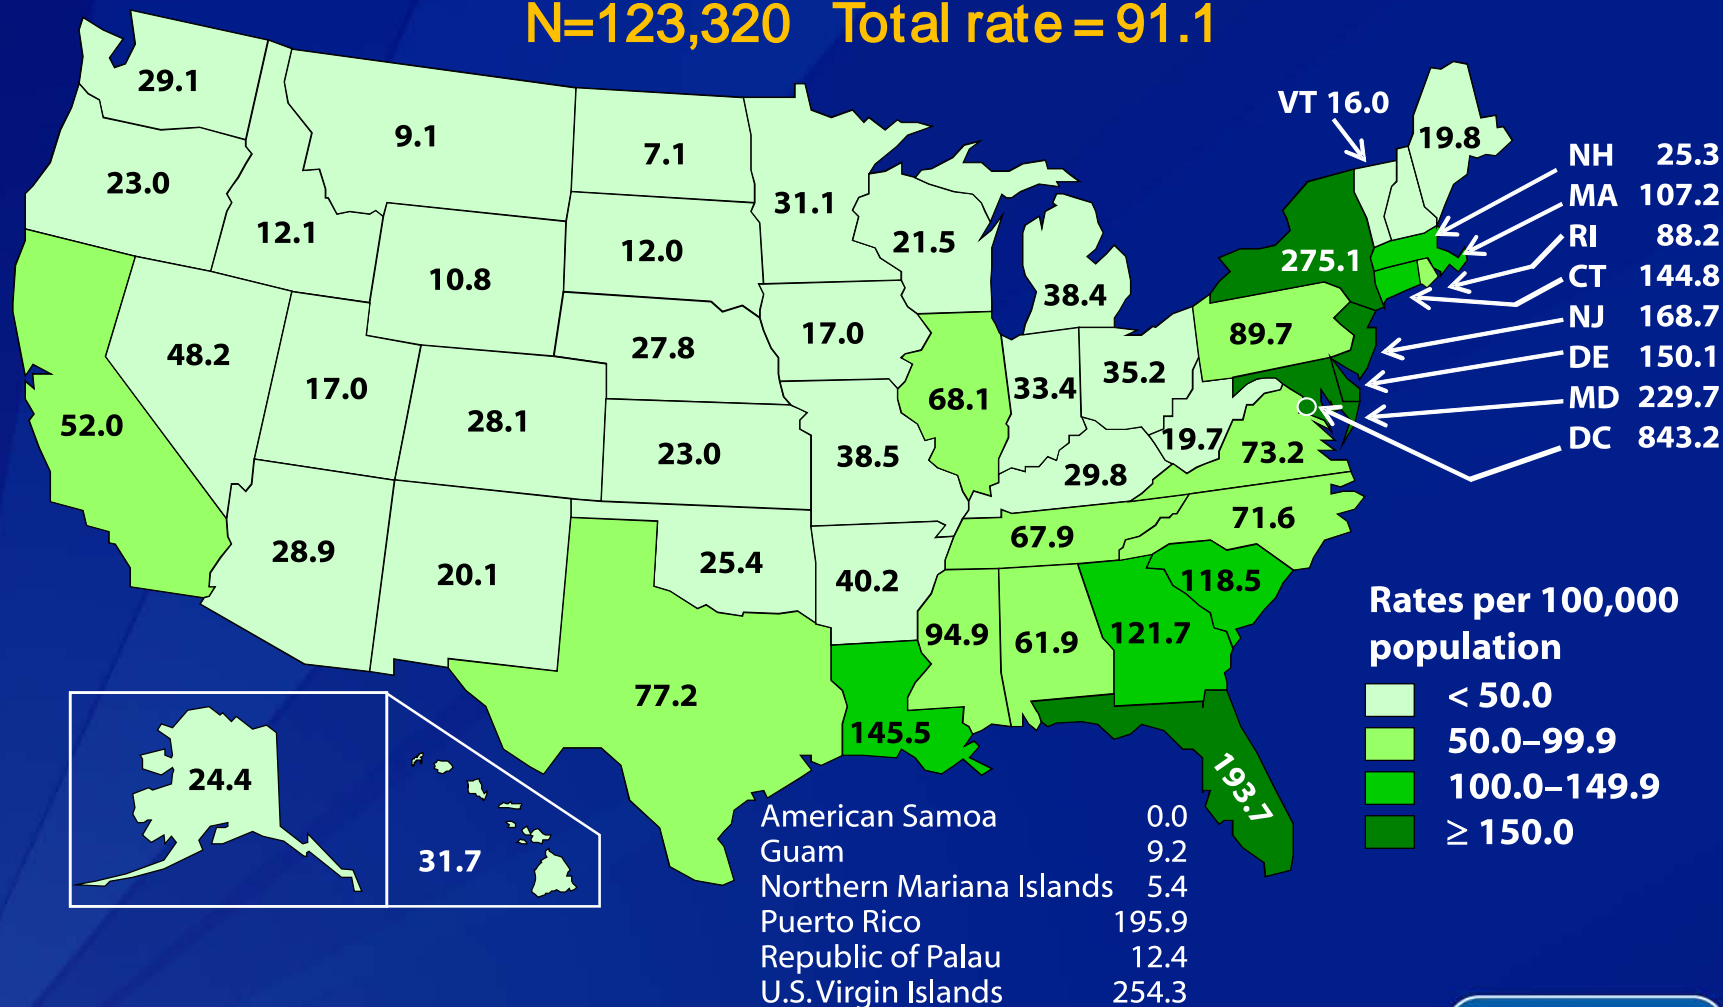 N=123,320 Total rate = 91.1
29.1
9.1
7.1
VT 16.0
19.8
23.0
12.1
31.1
NH 25.3
MA 107.2
RI 88.2
CT 144.8
NJ 168.7
DE 150.1
MD 229.7
DC 843.2
10.8
12.0
21.5
275.1
38.4
48.2
27.8
17.0
89.7
17.0
33.4
35.2
68.1
52.0
28.1
23.0
38.5
19.7
73.2
29.8
28.9
20.1
25.4
67.9
71.6
40.2
118.5
94.9
61.9
121.7
77.2
145.5
193.7
24.4
31.7
Rates per 100,000
population
< 50.0
50.0–99.9
100.0–149.9
≥ 150.0
American Samoa 0.0
Guam 9.2
Northern Mariana Islands 5.4
Puerto Rico 195.9
Republic of Palau 12.4
U.S. Virgin Islands 254.3